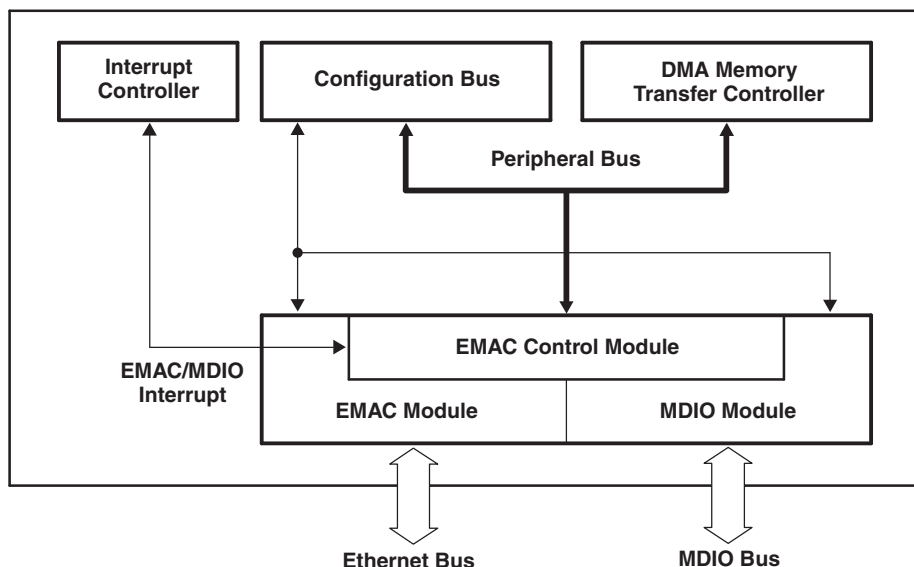 Interrupt
Controller
Configuration Bus
DMA Memory
Transfer Controller
Peripheral Bus
EMAC Control Module
EMAC/MDIO
Interrupt
EMAC Module
MDIO Module
Ethernet Bus
MDIO Bus